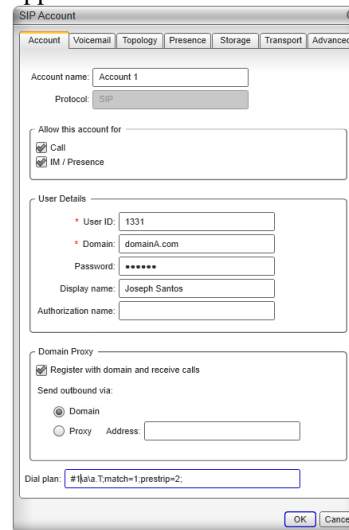 SIP Account
Account Voicemail Topology Presence Storage Transport Advanced
Account name: Account 1
Protocol: SIP
Allow this account for
Call
IM / Presence
User Details
* User ID: 1331
* Domain: domainA.com
Password: ••••••
Display name: Joseph Santos
Authorization name:
Domain Proxy
Register with domain and receive calls
Send outbound via:
Domain
Proxy Address:
Dial plan: #1\a\a.T;match=1;prestrip=2;
OK Cance